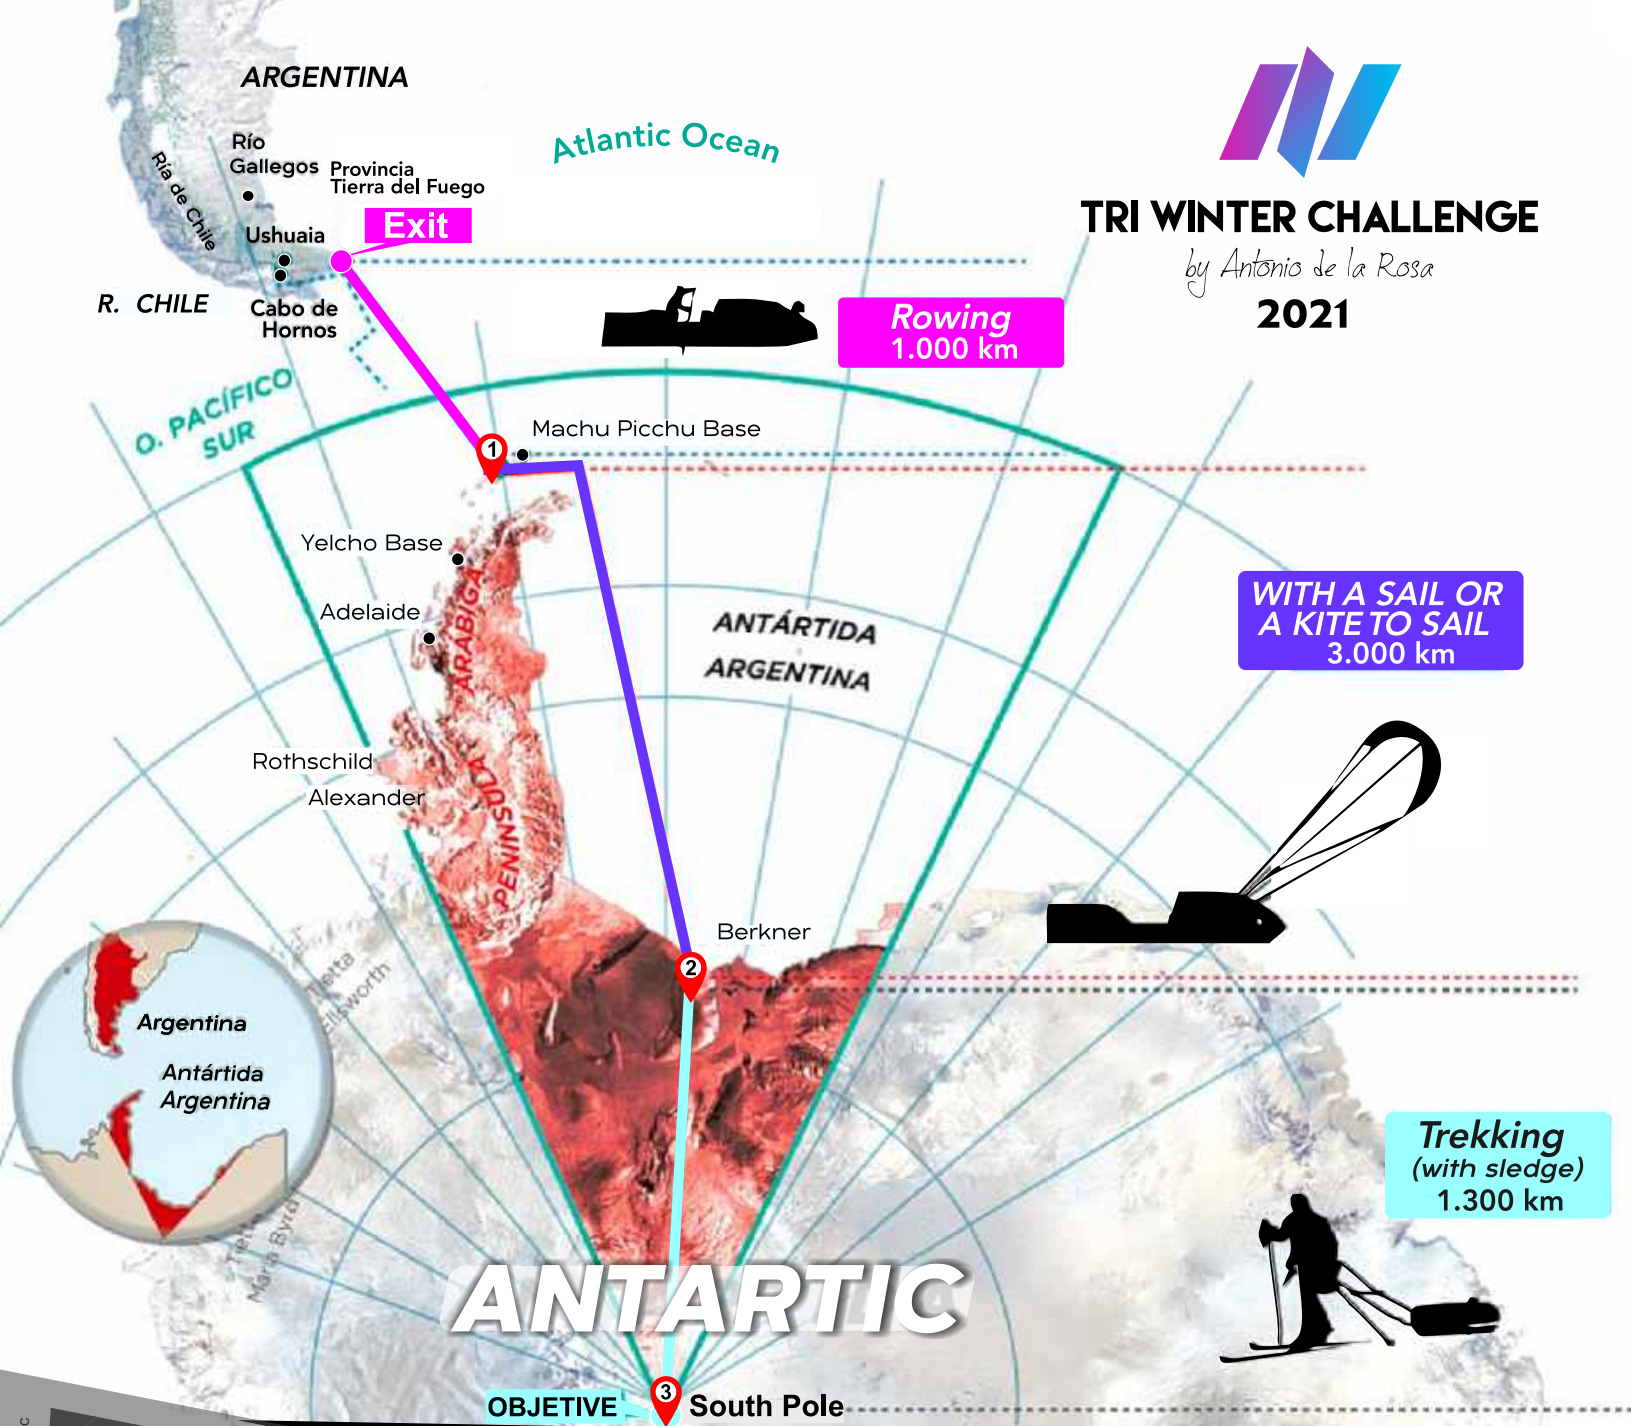 ARGENTINA
Río
Gallegos
Provincia
Tierra del Fuego
Ría de Chile
Exit
Ushuaia
R. CHILE
Cabo de
Hornos
Atlantic Ocean
TRI WINTER CHALLENGE
by Antonio de la Rosa
2021
Rowing
1.000 km
O. PACÍFICO
SUR
1
Machu Picchu Base
Yelcho Base
Adelaide
ARABIGA
PENINSULA
ANTÁRTIDA
ARGENTINA
WITH A SAIL OR
A KITE TO SAIL
3.000 km
Rothschild
Alexander
Berkner
2
Argentina
Antártida
Argentina
Trekking
(with sledge)
1.300 km
ANTARTIC
OBJETIVE
3
South Pole